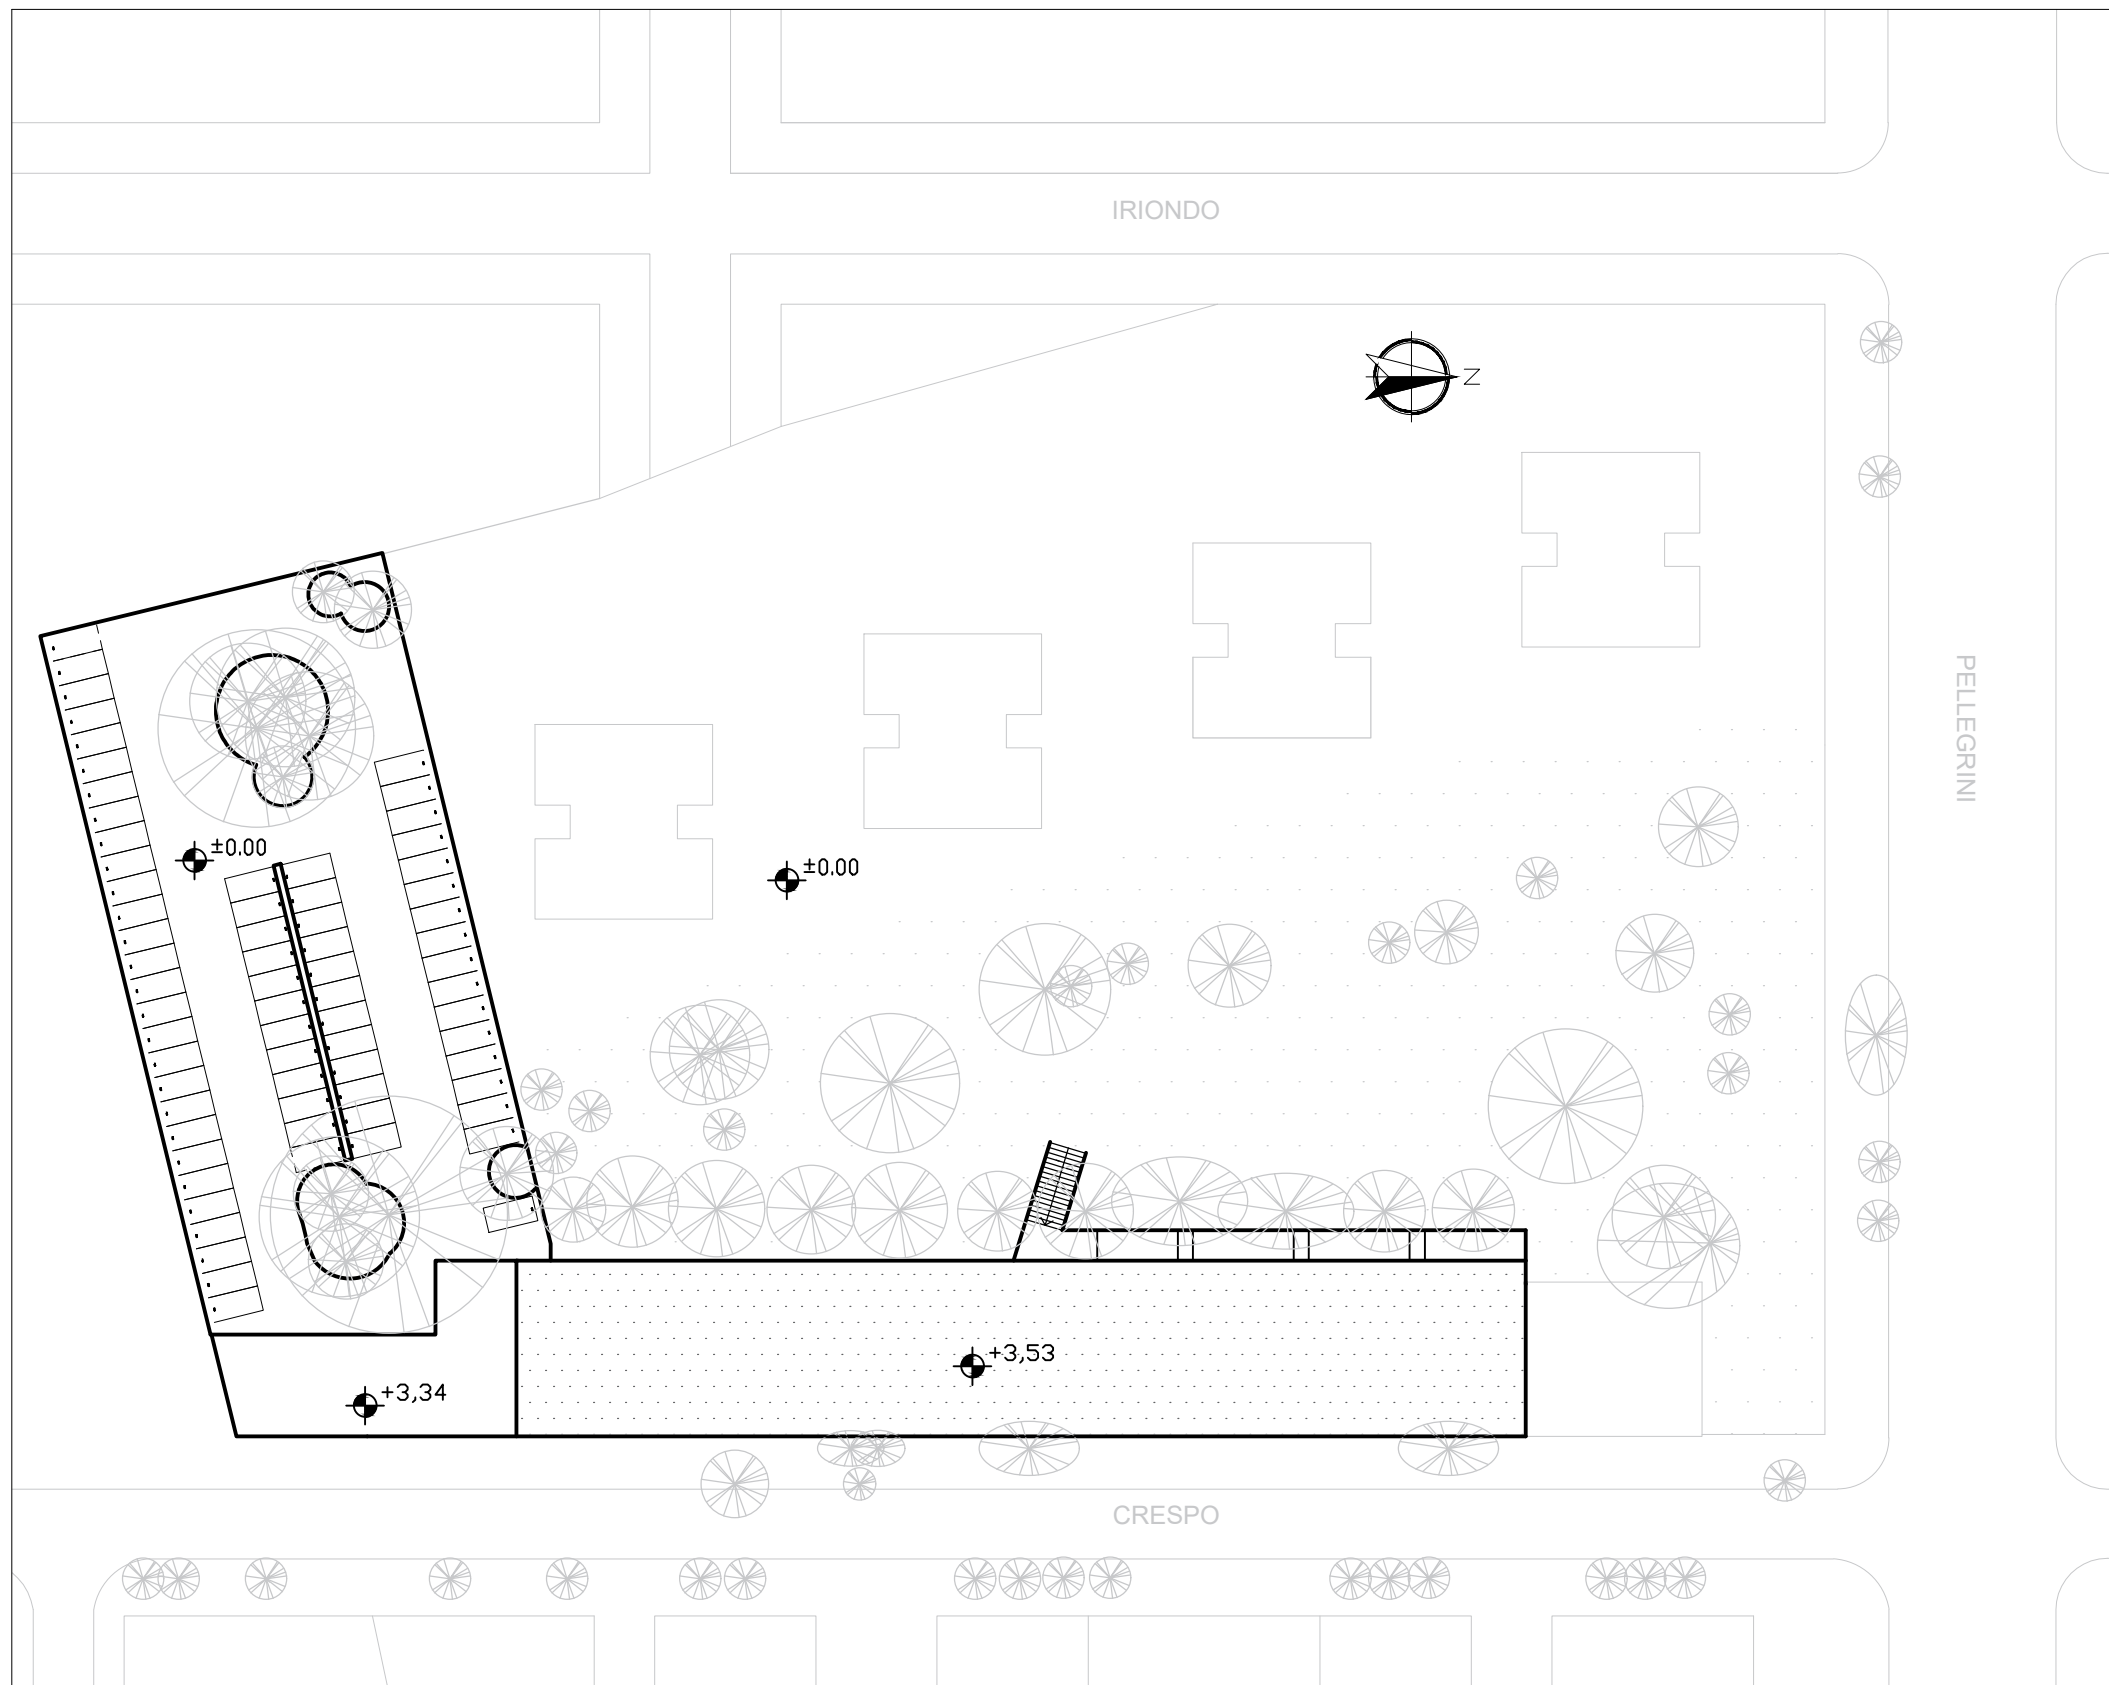 IRIONDO
N
PELLEGRINI
±0.00
±0.00
+3,53
+3,34
CRESPO